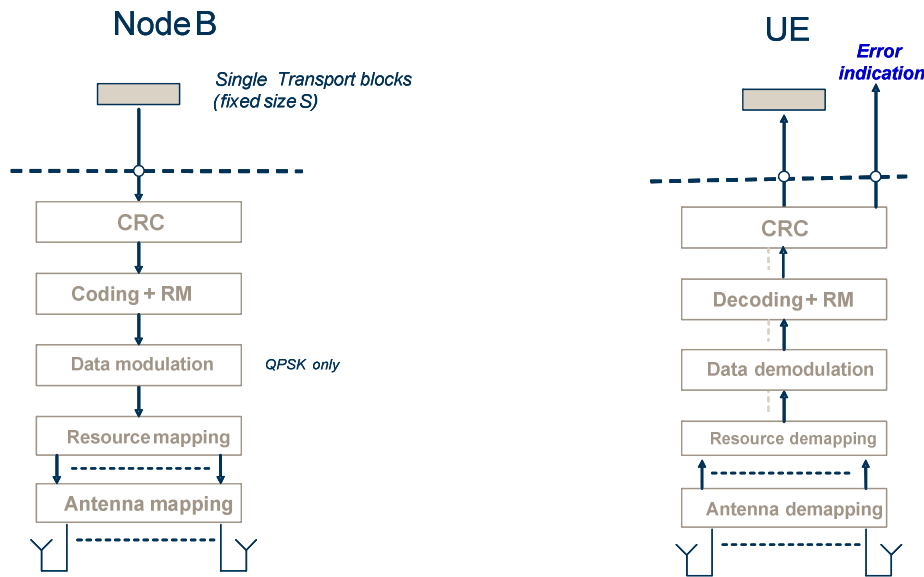 Node B
UE
Single Transport blocks
(fixed size S)
Error
indication
CRC
Coding + RM
Data modulation
QPSK only
Resource mapping
Antenna mapping
CRC
Decoding + RM
Data demodulation
Resource demapping
Antenna demapping